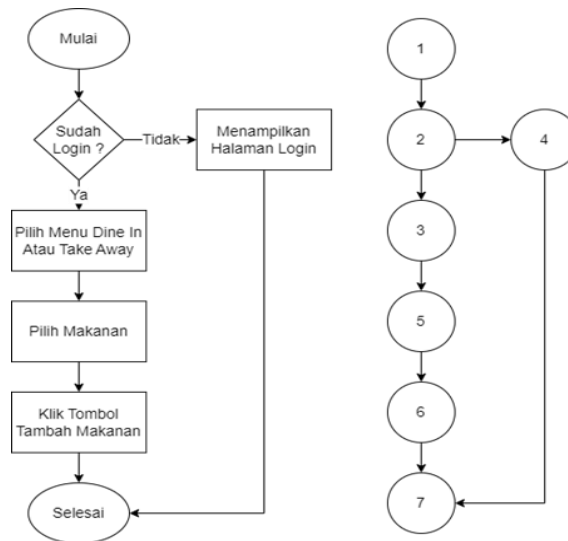 Mulai
Sudah
Login ?
Tidak
Menampilkan
Halaman Login
Ya
Pilih Menu Dine In
Atau Take Away
Pilih Makanan
Klik Tombol
Tambah Makanan
Selesai
1
2
4
3
5
6
7